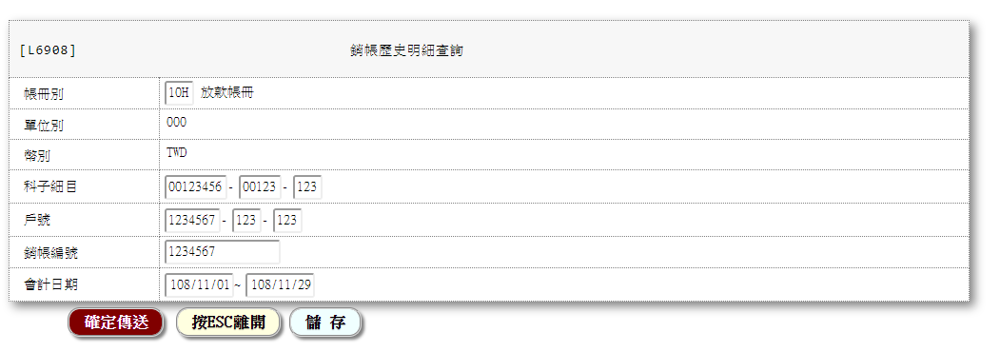 [L6908] 銷帳歷史明細查詢
帳冊別 10H 放款帳冊
單位別 000
幣別 TWD
科子細目 00123456 - 00123 - 123
戶號 1234567 - 123 - 123
銷帳編號 1234567
會計日期 108/11/01 ~ 108/11/29
確定傳送 按ESC離開 儲 存